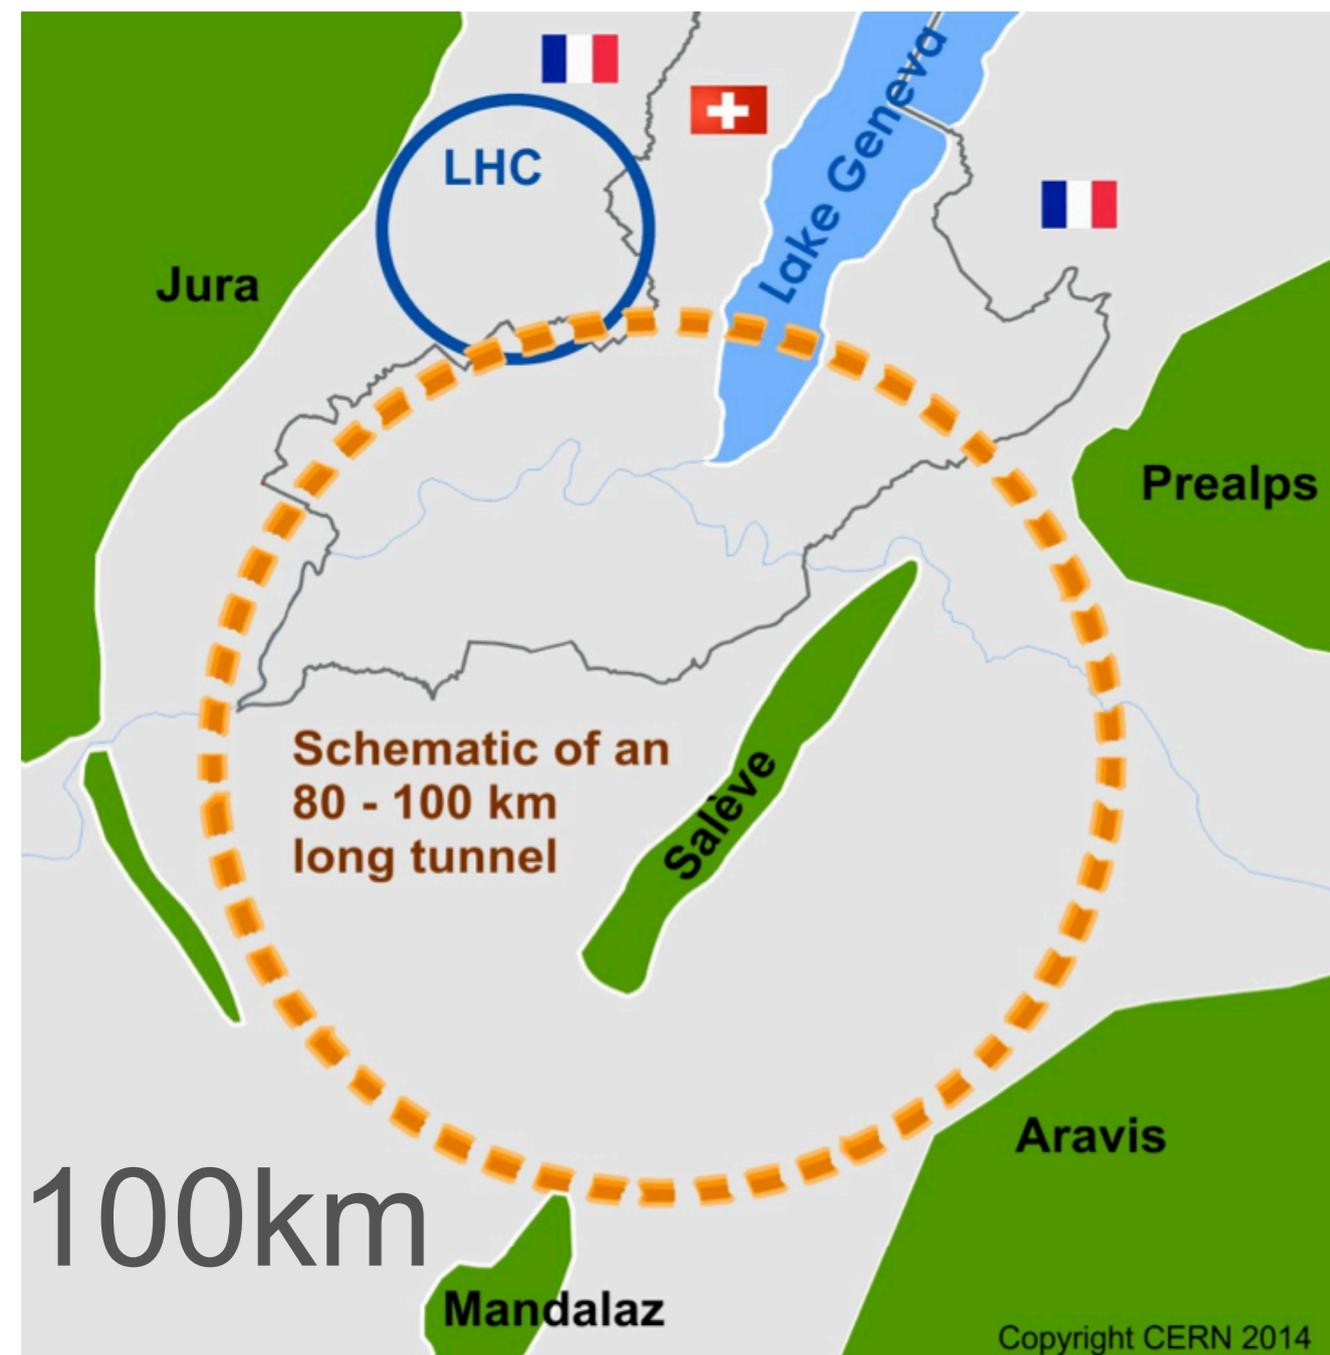 LHC
Lake Geneva
Jura
Prealps
Schematic of an
80 - 100 km
long tunnel
Salève
Aravis
100km
Mandalaz
Copyright CERN 2014